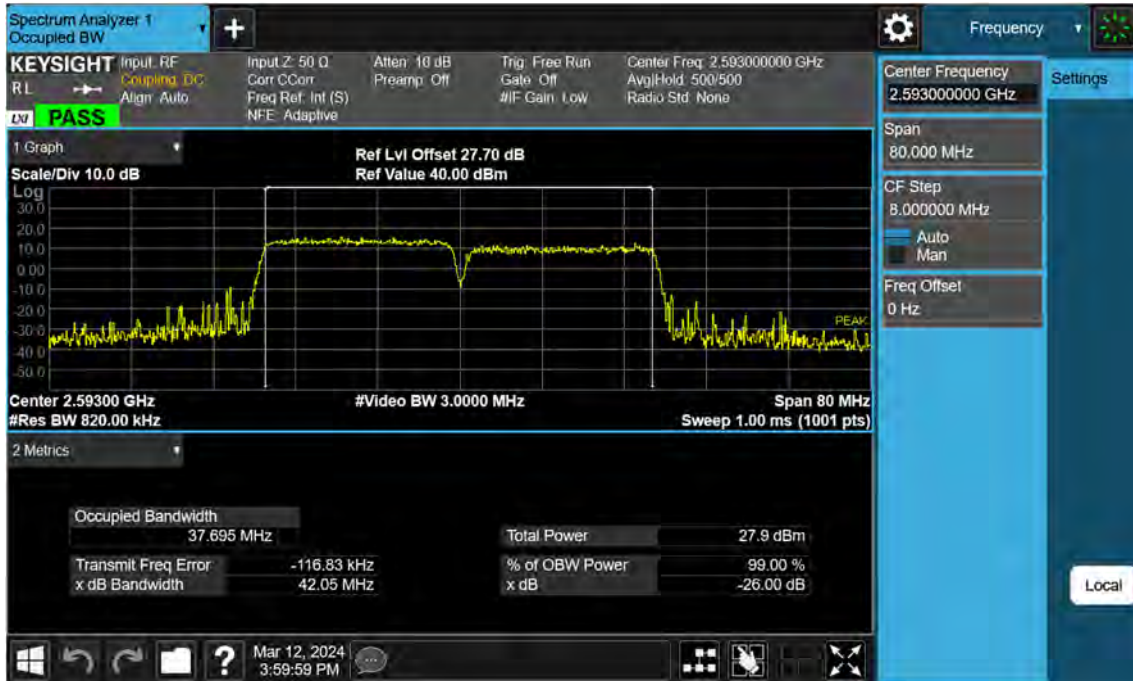 Spectrum Analyzer 1
Occupied BW
+
Frequency
KEYSIGHT Input: RF
Coupling: DC
Align: Auto
Input Z: 50 Ω
Corr CCorr
Freq Ref: Int (S)
NFE: Adaptive
Atten: 10 dB
Preamp: Off
Trig: Free Run
Gate: Off
#IF Gain: Low
Center Freq: 2.593000000 GHz
Avg|Hold: 500/500
Radio Std: None
RL
LXI PASS
Center Frequency
2.593000000 GHz
Settings
Span
80.000 MHz
CF Step
8.000000 MHz
Auto
Man
Freq Offset
0 Hz
1 Graph
Scale/Div 10.0 dB
Ref Lvl Offset 27.70 dB
Ref Value 40.00 dBm
Log
30.0
20.0
10.0
0.00
-10.0
-20.0
-30.0
-40.0
-50.0
PEAK
Center 2.59300 GHz
#Video BW 3.0000 MHz
Span 80 MHz
#Res BW 820.00 kHz
Sweep 1.00 ms (1001 pts)
2 Metrics
Occupied Bandwidth
37.695 MHz
Total Power 27.9 dBm
Transmit Freq Error -116.83 kHz
% of OBW Power 99.00 %
x dB Bandwidth 42.05 MHz
x dB -26.00 dB
Local
?
Mar 12, 2024
3:59:59 PM